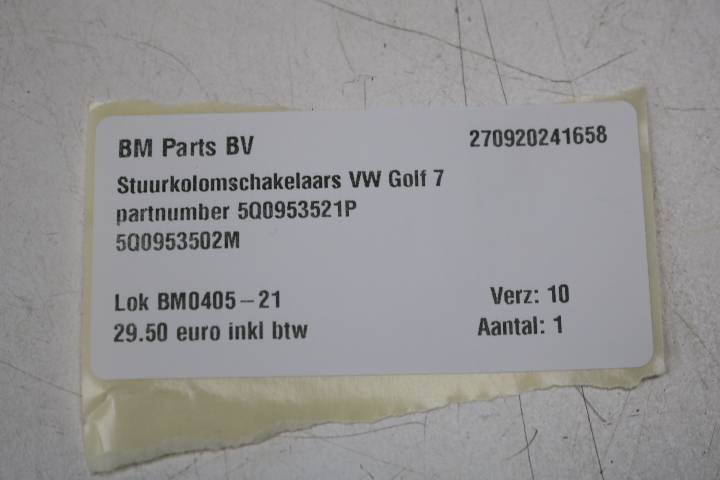 BM Parts BV 270920241658
Stuurkolomschakelaars VW Golf 7
partnumber 5Q0953521P
5Q0953502M
Lok BM0405-21 Verz: 10
29.50 euro inkl btw Aantal: 1